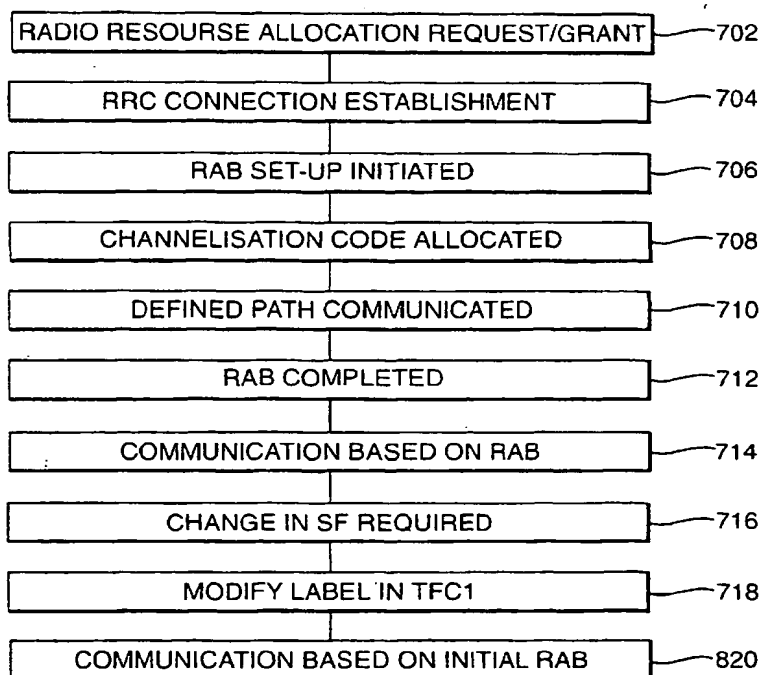 RADIO RESOURSE ALLOCATION REQUEST/GRANT 702
RRC CONNECTION ESTABLISHMENT 704
RAB SET-UP INITIATED 706
CHANNELISATION CODE ALLOCATED 708
DEFINED PATH COMMUNICATED 710
RAB COMPLETED 712
COMMUNICATION BASED ON RAB 714
CHANGE IN SF REQUIRED 716
MODIFY LABEL IN TFC1 718
COMMUNICATION BASED ON INITIAL RAB 820